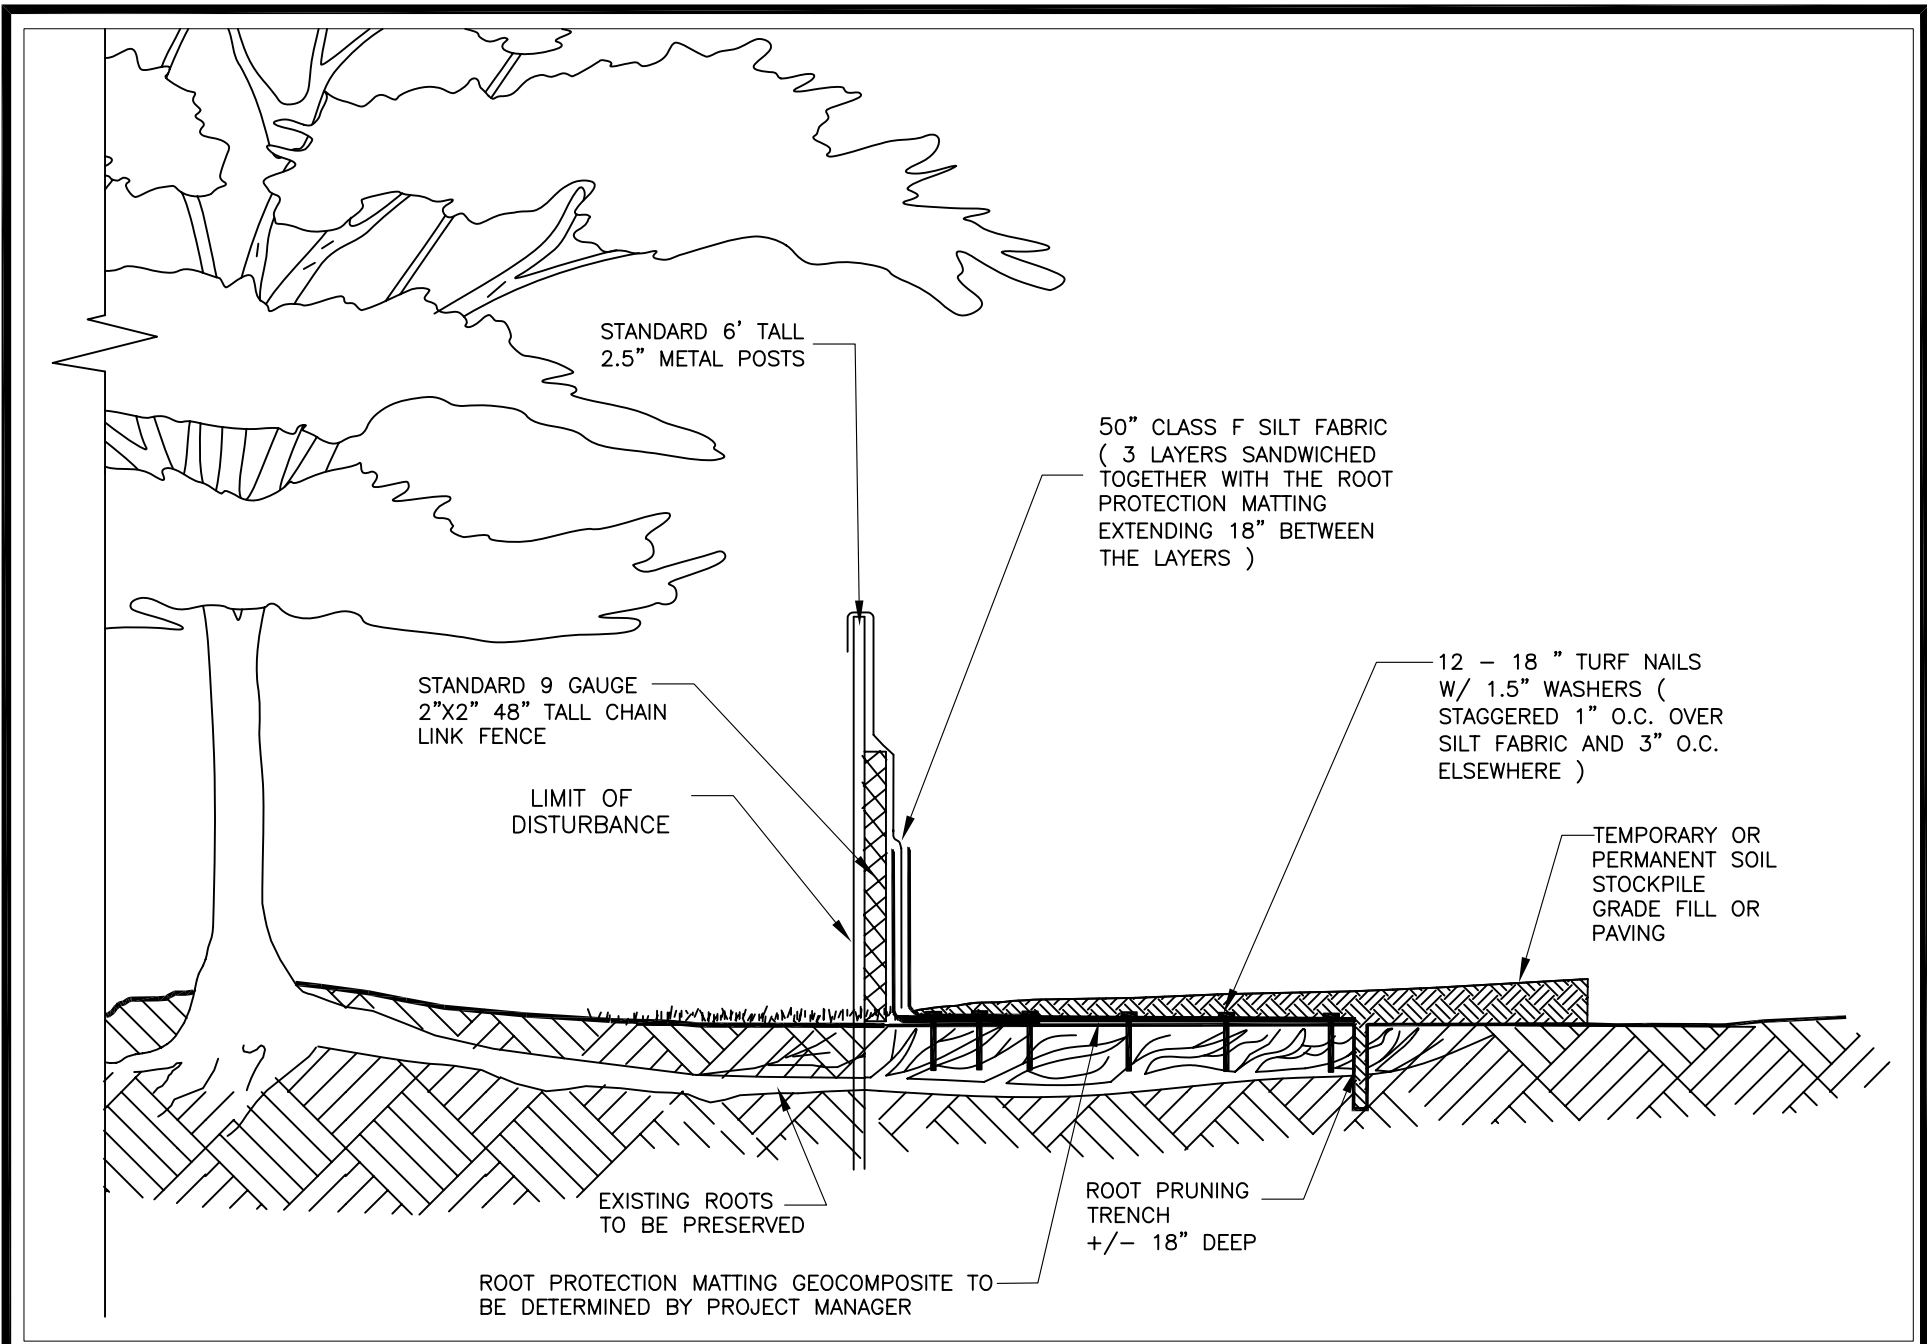 STANDARD 6’ TALL
2.5” METAL POSTS
50” CLASS F SILT FABRIC
( 3 LAYERS SANDWICHED
TOGETHER WITH THE ROOT
PROTECTION MATTING
EXTENDING 18” BETWEEN
THE LAYERS )
12 – 18 ” TURF NAILS
W/ 1.5” WASHERS (
STAGGERED 1” O.C. OVER
SILT FABRIC AND 3” O.C.
ELSEWHERE )
STANDARD 9 GAUGE
2”X2” 48” TALL CHAIN
LINK FENCE
LIMIT OF
DISTURBANCE
TEMPORARY OR
PERMANENT SOIL
STOCKPILE
GRADE FILL OR
PAVING
EXISTING ROOTS
TO BE PRESERVED
ROOT PRUNING
TRENCH
+/– 18” DEEP
ROOT PROTECTION MATTING GEOCOMPOSITE TO
BE DETERMINED BY PROJECT MANAGER